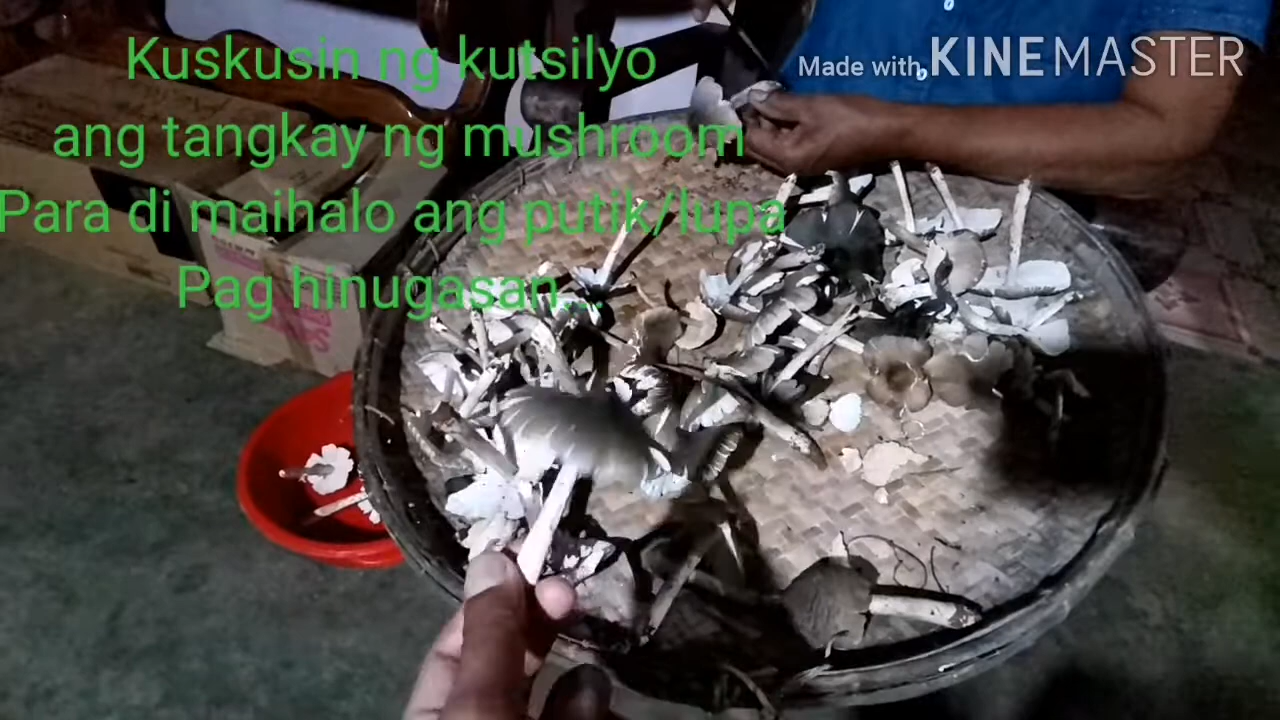 Kuskusin ng kutsilyo
ang tangkay ng mushroom
Para di maihalo ang putik/lupa
Pag hinugasan...
Made with KINEMASTER